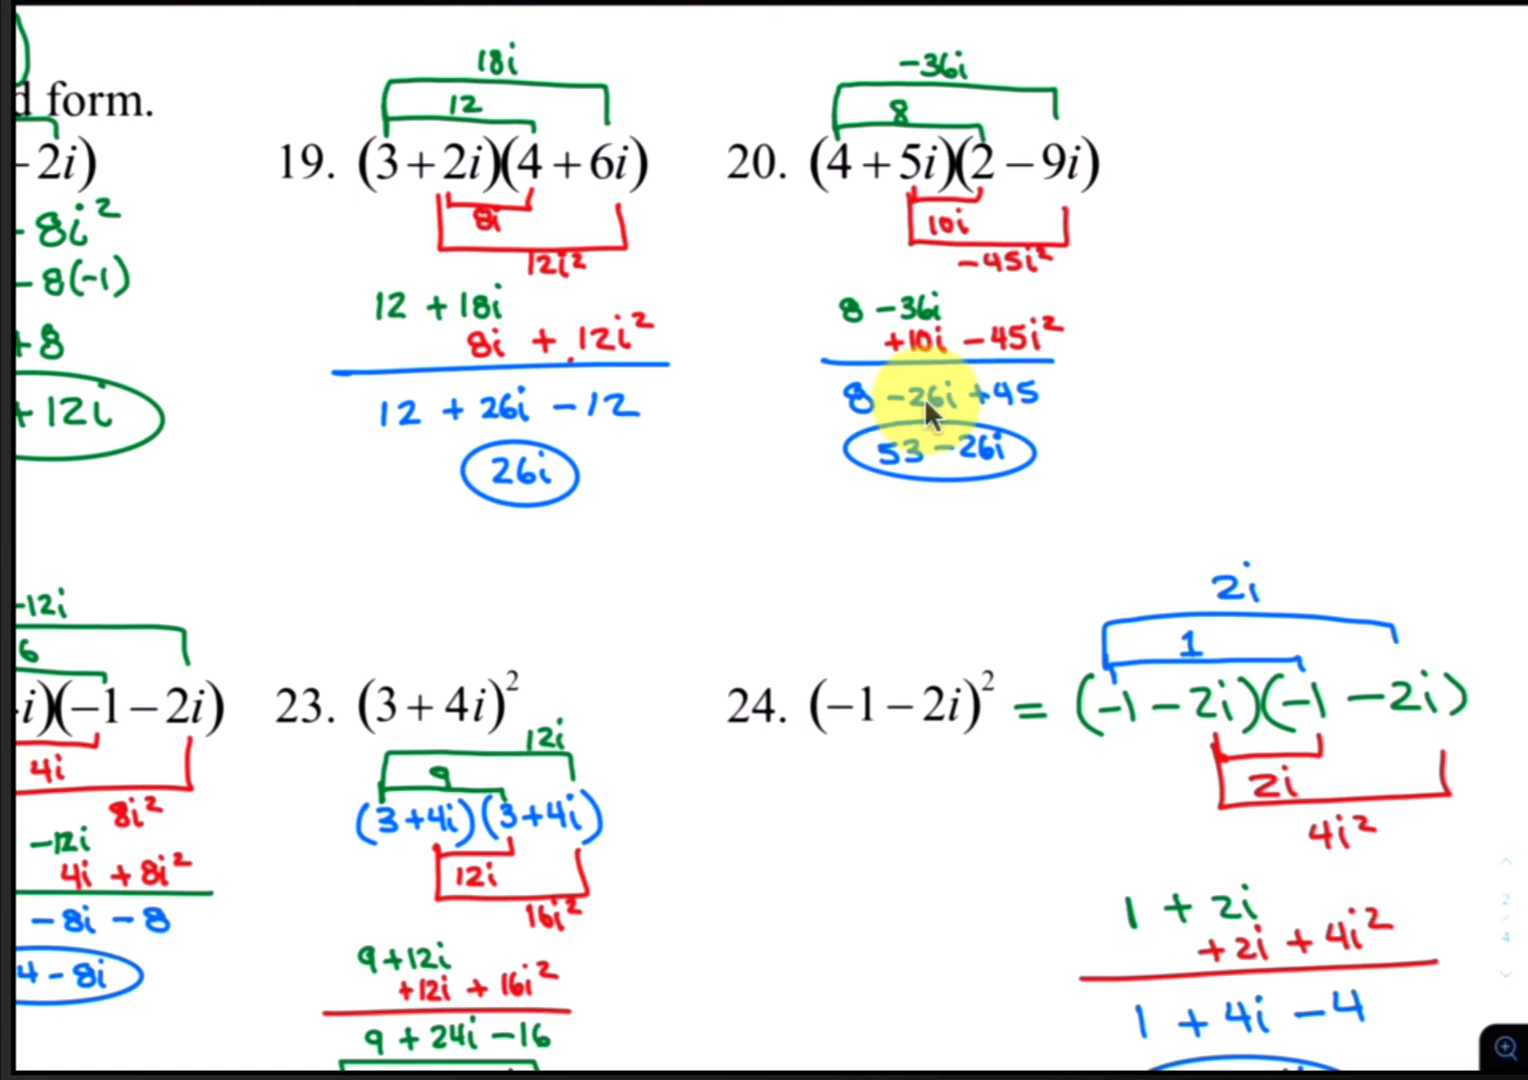 d form.
-2i)
- 8i²
- 8(-1)
+8
+ 12i
18i
12
19. (3+2i)(4+6i)
8i
12i²
12 + 18i
8i + 12i²
12 + 26i - 12
26i
-36i
8
20. (4+5i)(2-9i)
10i
-45i²
8 -36i
+10i -45i²
8 -26i +45
53 -26i
-12i
6
i)(-1-2i)
4i
8i²
-12i
4i + 8i²
- 8i - 8
4 - 8i
23. (3+4i)²
12i
9
(3+4i)(3+4i)
12i
16i²
9+12i
+12i + 16i²
9 + 24i -16
2i
1
24. (-1-2i)² = (-1-2i)(-1-2i)
2i
4i²
1 + 2i
+2i + 4i²
1 + 4i - 4
2
4